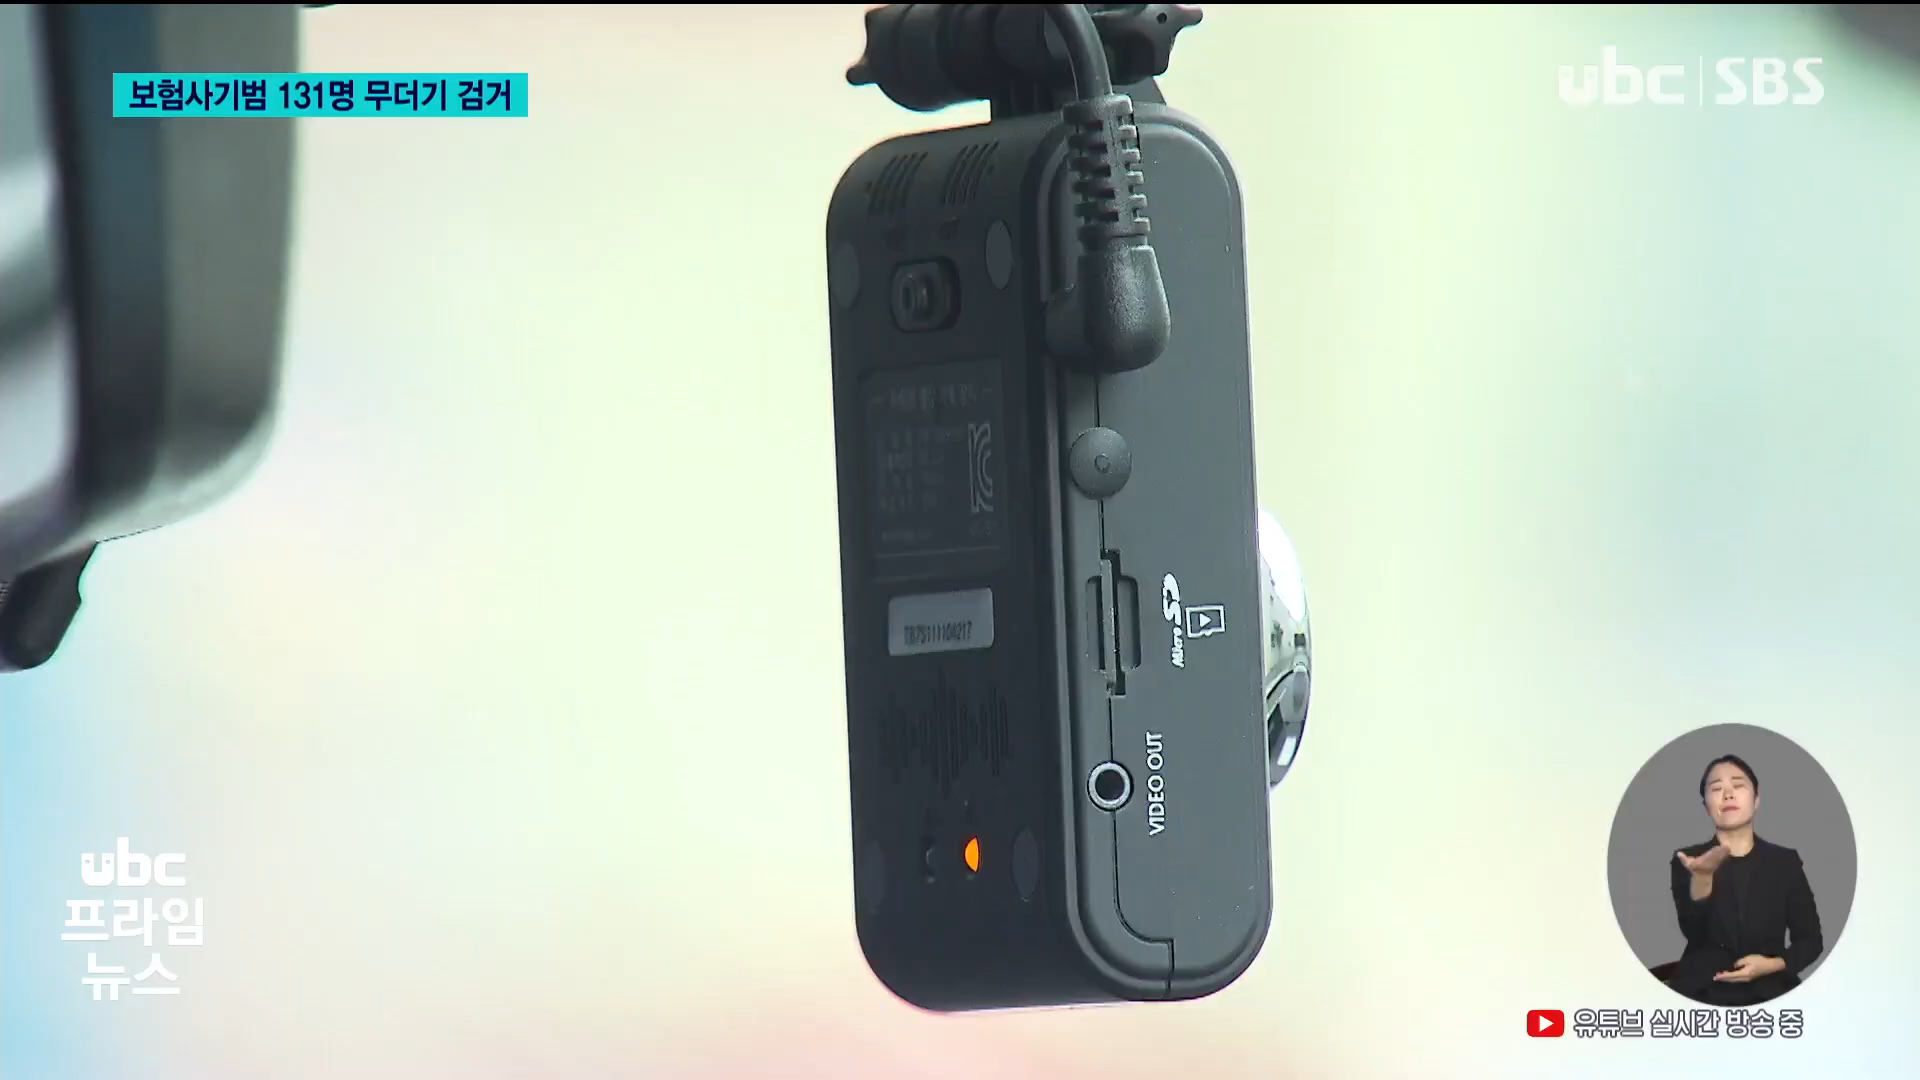 보험사기범 131명 무더기 검거
ubc SBS
Micro SD
VIDEO OUT
ubc
프라임
뉴스
유튜브 실시간 방송 중